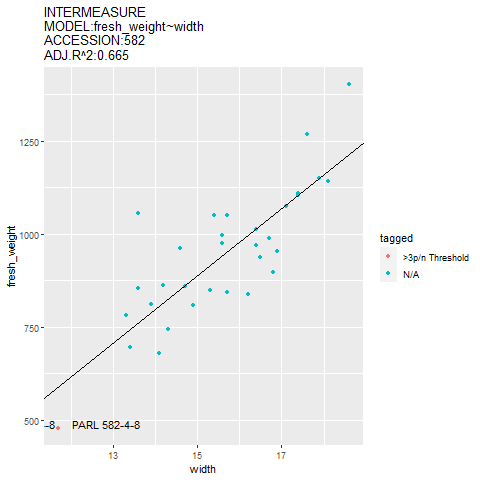 INTERMEASURE
MODEL:fresh_weight~width
ACCESSION:582
ADJ.R^2:0.665
1250
1000
750
500
fresh_weight
-8 PARL 582-4-8
13 15 17
width
tagged
>3p/n Threshold
N/A